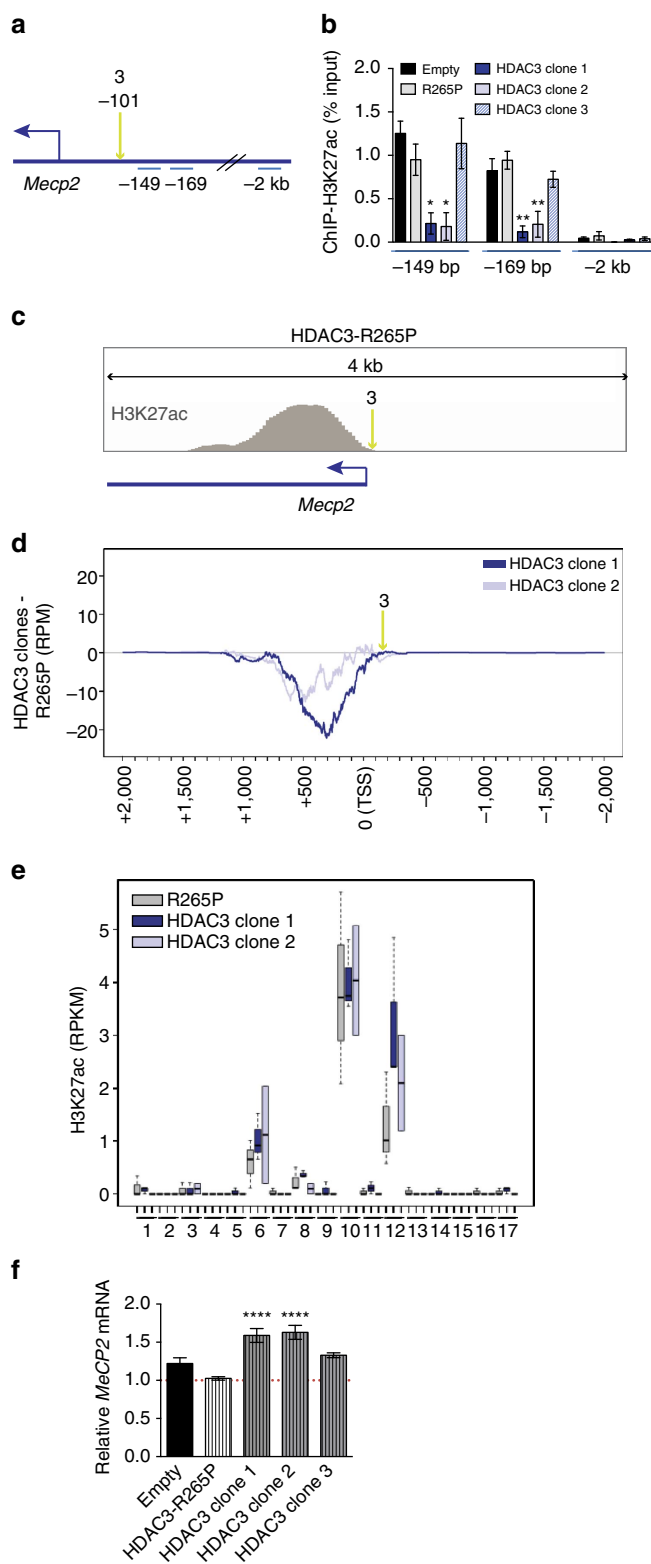 a
3
–101
Mecp2
–149
–169
–2 kb
b
ChIP-H3K27ac (% input)
2.0
1.5
1.0
0.5
0.0
Empty
R265P
HDAC3 clone 1
HDAC3 clone 2
HDAC3 clone 3
* *
** **
–149 bp
–169 bp
–2 kb
c
HDAC3-R265P
4 kb
H3K27ac
3
Mecp2
d
HDAC3 clones -
R265P (RPM)
20
10
0
–10
–20
HDAC3 clone 1
HDAC3 clone 2
3
+2,000
+1,500
+1,000
+500
0 (TSS)
–500
–1,000
–1,500
–2,000
e
H3K27ac (RPKM)
5
4
3
2
1
0
R265P
HDAC3 clone 1
HDAC3 clone 2
1 2 3 4 5 6 7 8 9 10 11 12 13 14 15 16 17
f
Relative MeCP2 mRNA
2.0
1.5
1.0
1.5
0.0
**** ****
Empty
HDAC3-R265P
HDAC3 clone 1
HDAC3 clone 2
HDAC3 clone 3